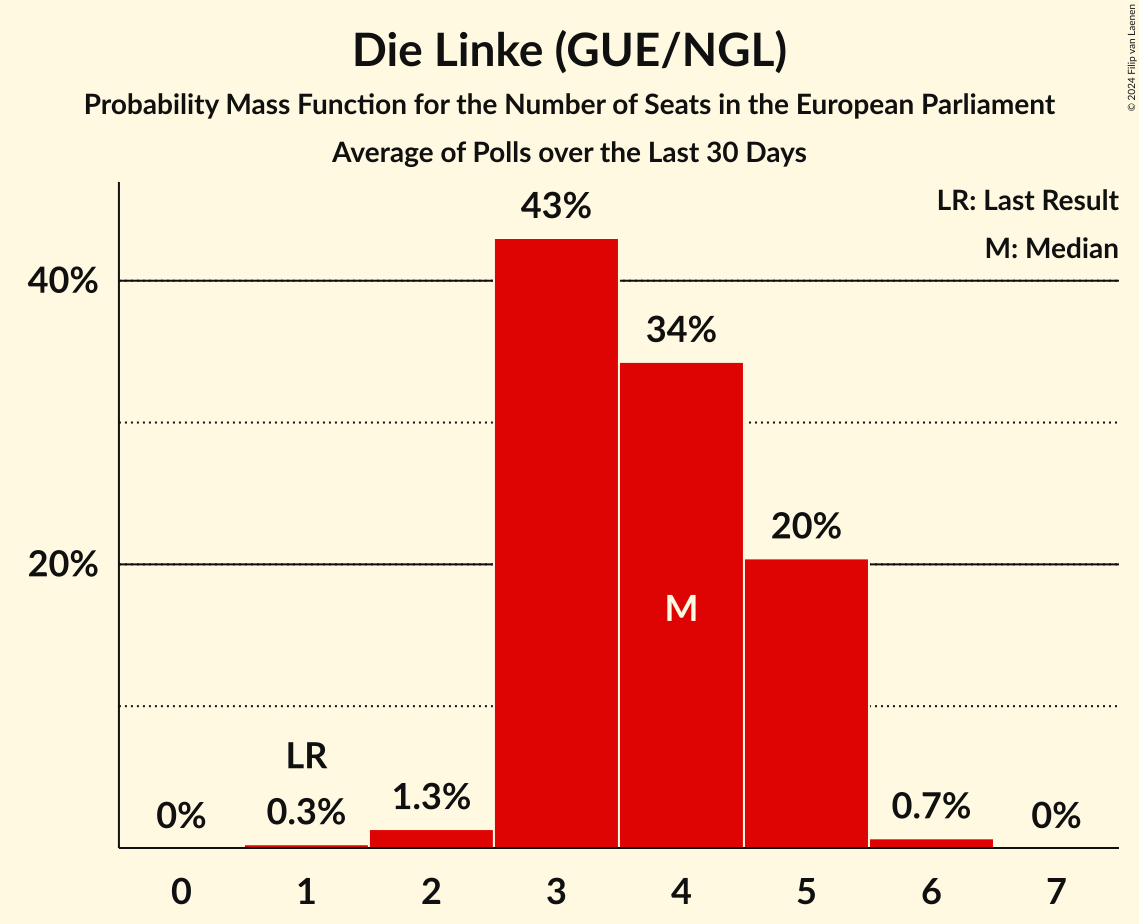 Die Linke (GUE/NGL)
Probability Mass Function for the Number of Seats in the European Parliament
Average of Polls over the Last 30 Days
© 2024 Filip van Laenen
LR: Last Result
M: Median
43%
40%
34%
20%
20%
M
LR
0%
0.3%
1.3%
0.7%
0%
0 1 2 3 4 5 6 7